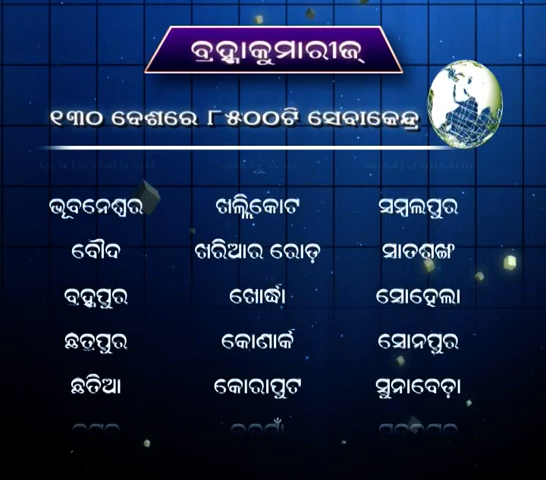 ବ୍ରହ୍ମାକୁମାରୀଜ୍
୧୩୦ ଦେଶରେ ୮୫୦୦ଟି ସେବାକେନ୍ଦ୍ର
ଭୂବନେଶ୍ୱର ଖଲ୍ଲିକୋଟ ସମ୍ବଲପୁର
ବୌଦ ଖରିଆର ରୋଡ଼ ସାତଶଙ୍ଖ
ବ୍ରହ୍ମପୁର ଖୋର୍ଦ୍ଧା ସୋହେଲା
ଛତ୍ରପୁର କୋଣାର୍କ ସୋନପୁର
ଛତିଆ କୋରାପୁଟ ସୁନାବେଡ଼ା